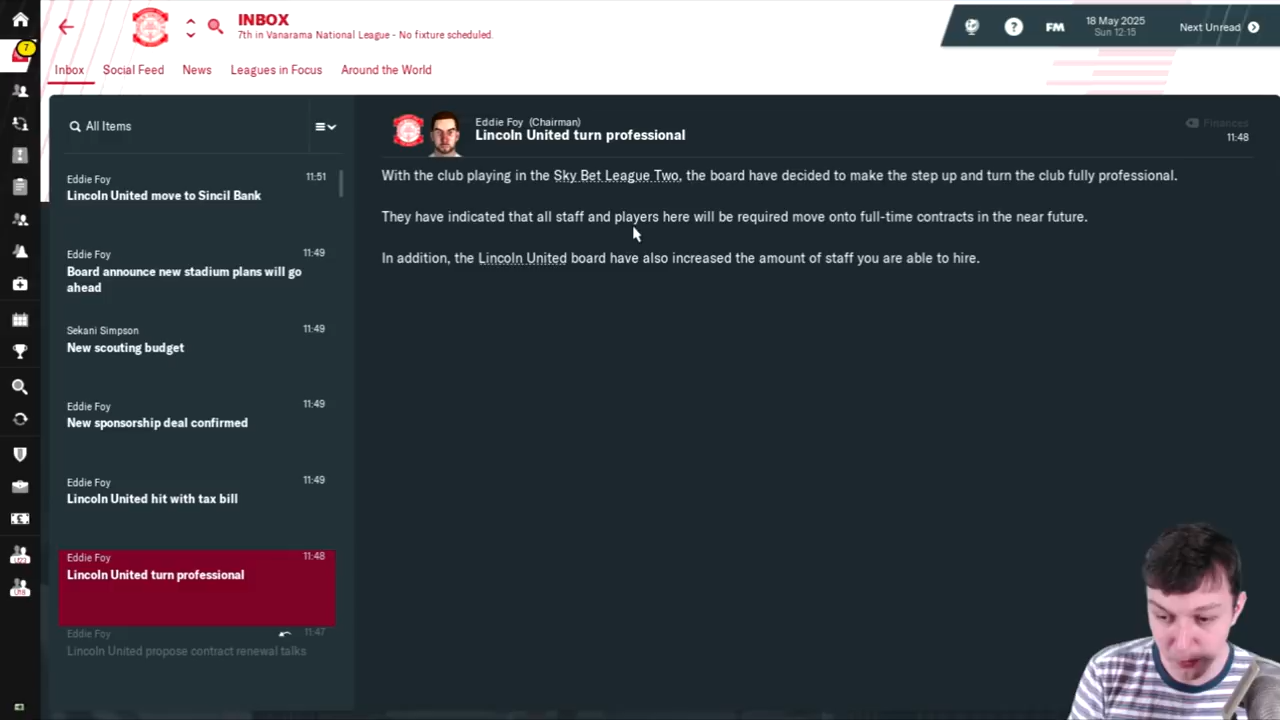 INBOX
7th in Vanarama National League - No fixture scheduled.
7
FM
18 May 2025
Sun 12:15
Next Unread
Inbox
Social Feed
News
Leagues in Focus
Around the World
All Items
Eddie Foy
11:51
Lincoln United move to Sincil Bank
Eddie Foy
11:49
Board announce new stadium plans will go
ahead
Sekani Simpson
11:49
New scouting budget
Eddie Foy
11:49
New sponsorship deal confirmed
Eddie Foy
11:49
Lincoln United hit with tax bill
Eddie Foy
11:48
Lincoln United turn professional
Eddie Foy
11:47
Lincoln United propose contract renewal talks
Eddie Foy (Chairman)
Lincoln United turn professional
Finances
11:48
With the club playing in the Sky Bet League Two, the board have decided to make the step up and turn the club fully professional.
They have indicated that all staff and players here will be required move onto full-time contracts in the near future.
In addition, the Lincoln United board have also increased the amount of staff you are able to hire.